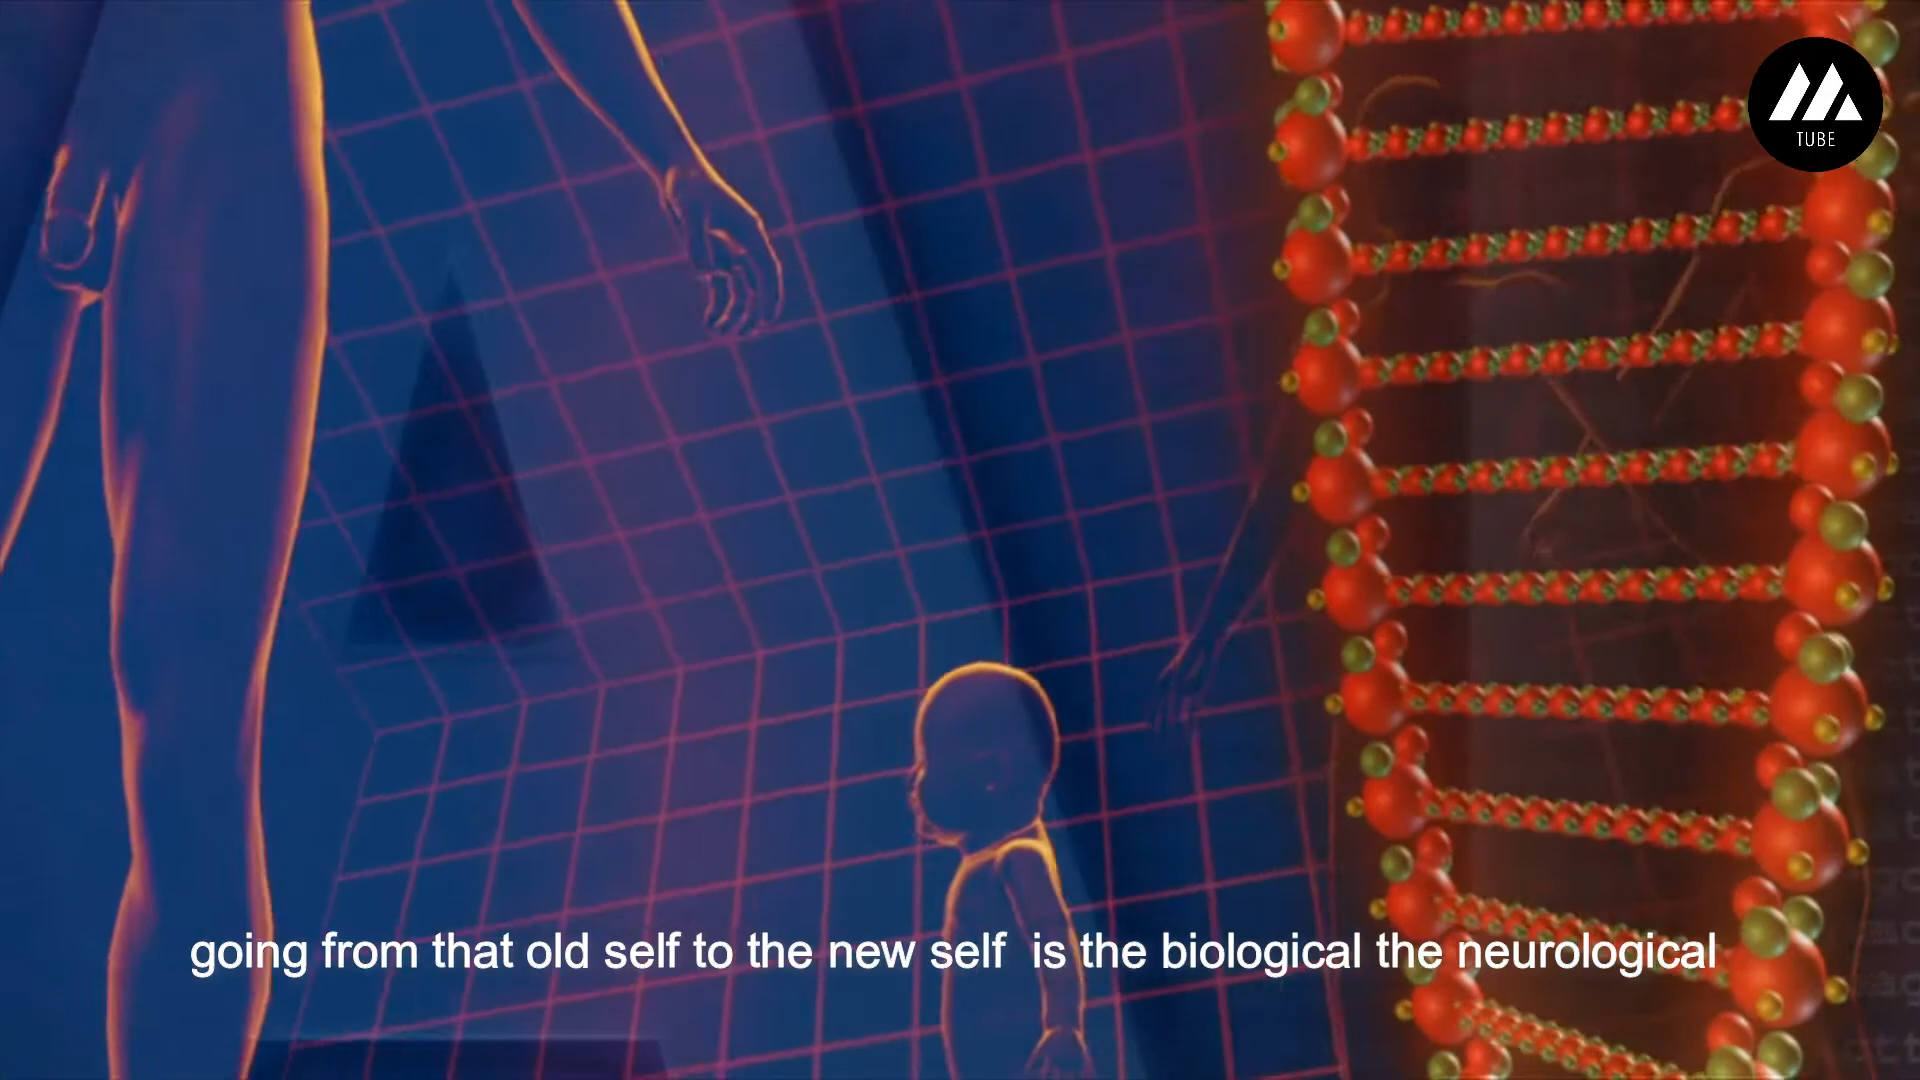 TUBE
going from that old self to the new self  is the biological the neurological